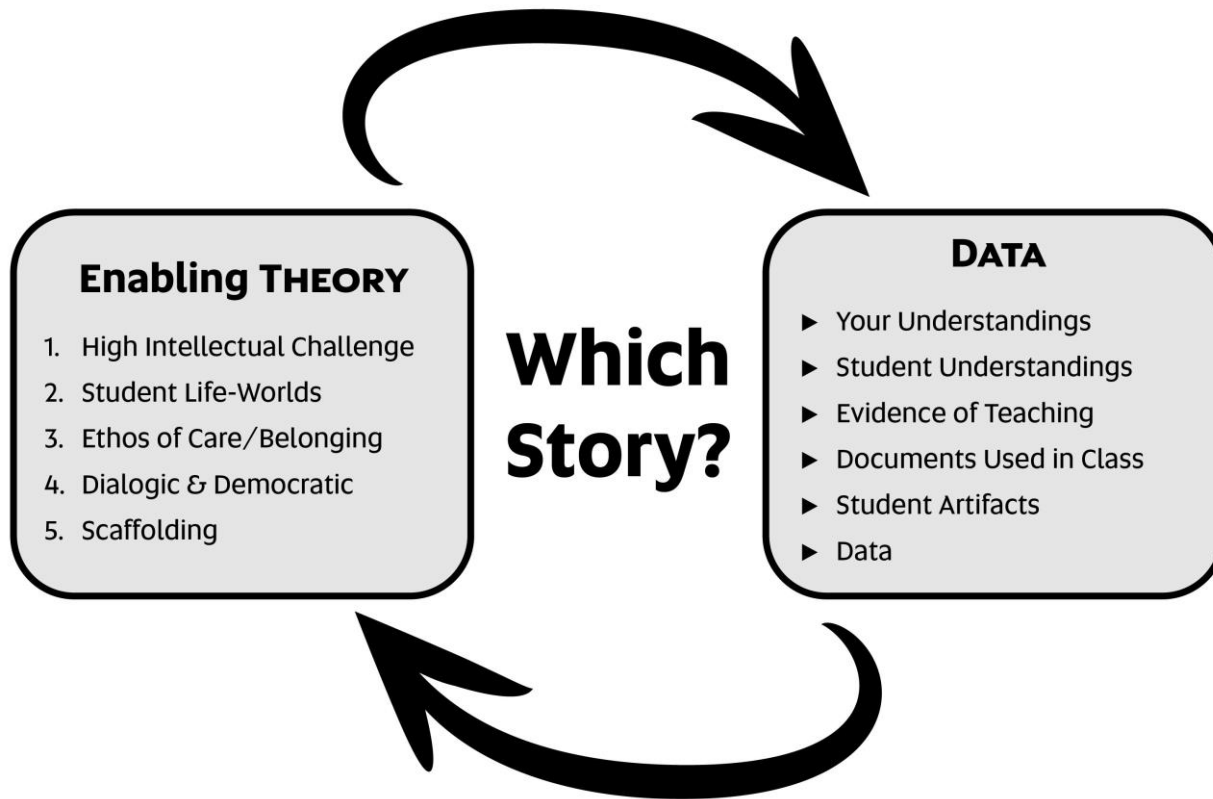 Enabling THEORY
1. High Intellectual Challenge
2. Student Life-Worlds
3. Ethos of Care/Belonging
4. Dialogic & Democratic
5. Scaffolding
Which
Story?
DATA
► Your Understandings
► Student Understandings
► Evidence of Teaching
► Documents Used in Class
► Student Artifacts
► Data